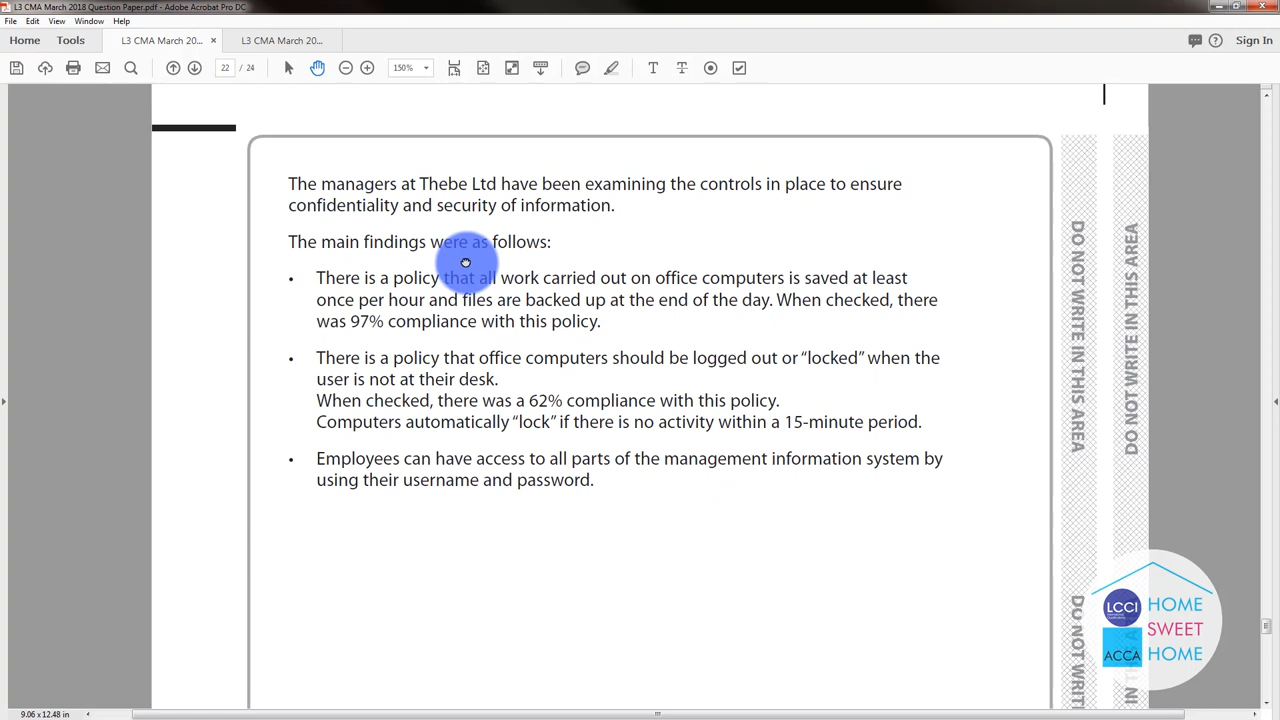 L3 CMA March 2018 Question Paper.pdf - Adobe Acrobat Pro DC
File Edit View Window Help
Home Tools L3 CMA March 20... × L3 CMA March 20... Sign In
22 / 24 150%
The managers at Thebe Ltd have been examining the controls in place to ensure
confidentiality and security of information.
The main findings were as follows:
• There is a policy that all work carried out on office computers is saved at least
once per hour and files are backed up at the end of the day. When checked, there
was 97% compliance with this policy.
• There is a policy that office computers should be logged out or “locked” when the
user is not at their desk.
When checked, there was a 62% compliance with this policy.
Computers automatically “lock” if there is no activity within a 15-minute period.
• Employees can have access to all parts of the management information system by
using their username and password.
DO NOT WRITE IN THIS AREA
DO NOT WRITE IN THIS AREA
DO NOT WRIT
IN
LCCI
ACCA
HOME
SWEET
HOME
9.06 x 12.48 in